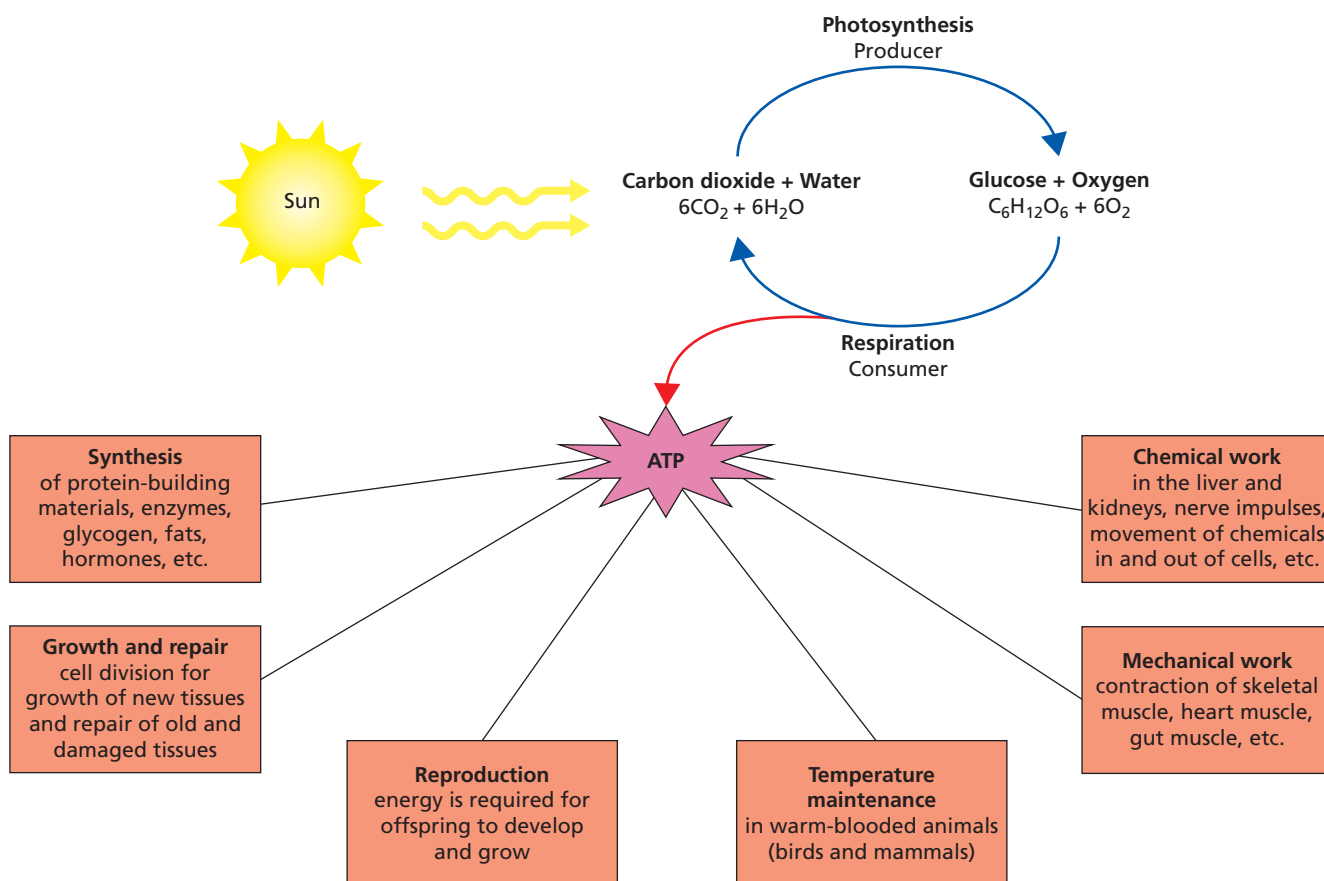 Photosynthesis
Producer
Sun
Carbon dioxide + Water
6CO₂ + 6H₂O
Glucose + Oxygen
C₆H₁₂O₆ + 6O₂
Respiration
Consumer
ATP
Synthesis
of protein-building
materials, enzymes,
glycogen, fats,
hormones, etc.
Chemical work
in the liver and
kidneys, nerve impulses,
movement of chemicals
in and out of cells, etc.
Growth and repair
cell division for
growth of new tissues
and repair of old and
damaged tissues
Mechanical work
contraction of skeletal
muscle, heart muscle,
gut muscle, etc.
Reproduction
energy is required for
offspring to develop
and grow
Temperature
maintenance
in warm-blooded animals
(birds and mammals)